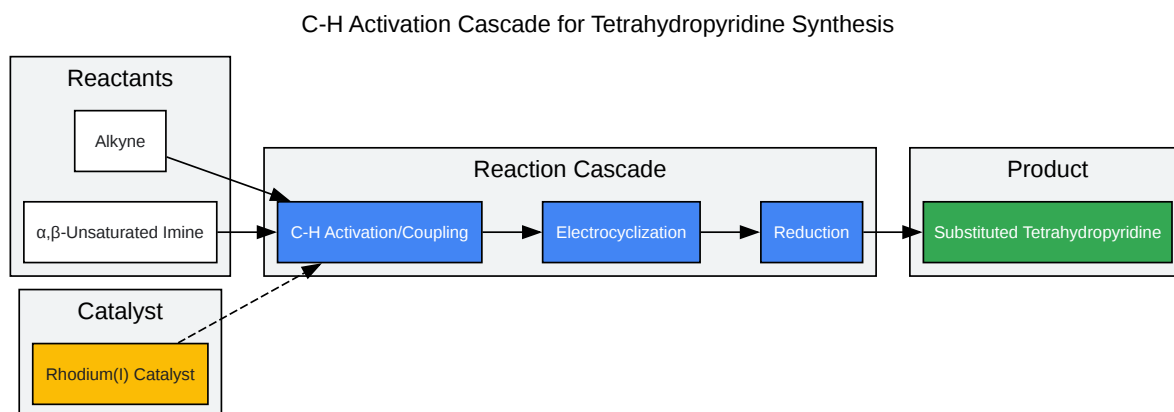 C-H Activation Cascade for Tetrahydropyridine Synthesis
Reactants
Alkyne
α,β-Unsaturated Imine
Catalyst
Rhodium(I) Catalyst
Reaction Cascade
C-H Activation/Coupling
Electrocyclization
Reduction
Product
Substituted Tetrahydropyridine